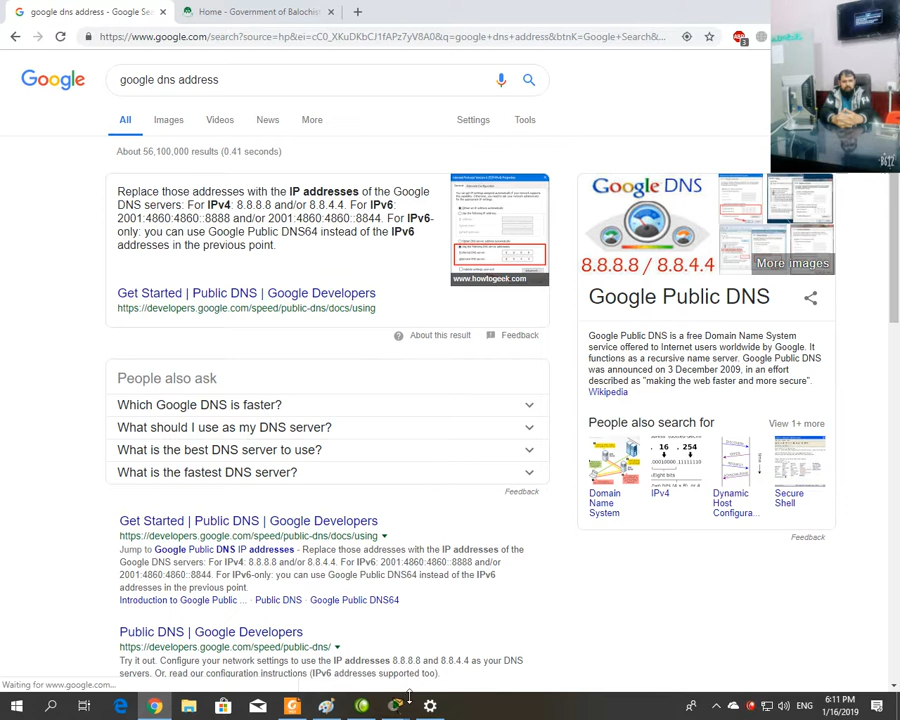 google dns address - Google Sea
Home - Government of Balochist
https://www.google.com/search?source=hp&ei=cC0_XKuDKbCJ1fAPz7yV8A0&q=google+dns+address&btnK=Google+Search&...
ABP
3
Google
google dns address
All
Images
Videos
News
More
Settings
Tools
About 56,100,000 results (0.41 seconds)
Replace those addresses with the IP addresses of the Google
DNS servers: For IPv4: 8.8.8.8 and/or 8.8.4.4. For IPv6:
2001:4860:4860::8888 and/or 2001:4860:4860::8844. For IPv6-
only: you can use Google Public DNS64 instead of the IPv6
addresses in the previous point.
www.howtogeek.com
Get Started | Public DNS | Google Developers
https://developers.google.com/speed/public-dns/docs/using
About this result
Feedback
People also ask
Which Google DNS is faster?
What should I use as my DNS server?
What is the best DNS server to use?
What is the fastest DNS server?
Feedback
Get Started | Public DNS | Google Developers
https://developers.google.com/speed/public-dns/docs/using
Jump to Google Public DNS IP addresses - Replace those addresses with the IP addresses of the
Google DNS servers: For IPv4: 8.8.8.8 and/or 8.8.4.4. For IPv6: 2001:4860:4860::8888 and/or
2001:4860:4860::8844. For IPv6-only: you can use Google Public DNS64 instead of the IPv6
addresses in the previous point.
Introduction to Google Public ... · Public DNS · Google Public DNS64
Public DNS | Google Developers
https://developers.google.com/speed/public-dns/
Try it out. Configure your network settings to use the IP addresses 8.8.8.8 and 8.8.4.4 as your DNS
servers. Or, read our configuration instructions (IPv6 addresses supported too).
Google DNS
8.8.8.8 / 8.8.4.4
More images
Google Public DNS
Google Public DNS is a free Domain Name System
service offered to Internet users worldwide by Google. It
functions as a recursive name server. Google Public DNS
was announced on 3 December 2009, in an effort
described as "making the web faster and more secure".
Wikipedia
People also search for
View 1+ more
16 . 254
Domain
Name
System
IPv4
Dynamic
Host
Configura...
Secure
Shell
Feedback
Waiting for www.google.com...
ENG
6:11 PM
1/16/2019
B612